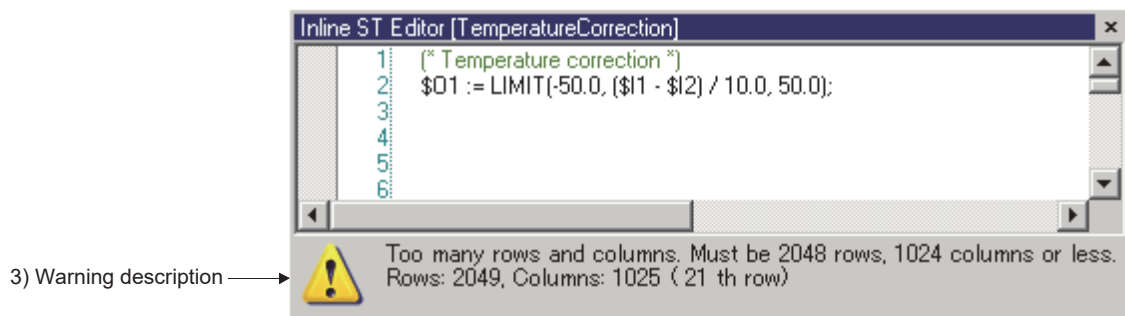 Inline ST Editor [TemperatureCorrection]
1 (* Temperature correction *)
2 $O1 := LIMIT(-50.0, ($I1 - $I2) / 10.0, 50.0);
3
4
5
6
Too many rows and columns. Must be 2048 rows, 1024 columns or less.
3) Warning description
Rows: 2049, Columns: 1025 ( 21 th row)